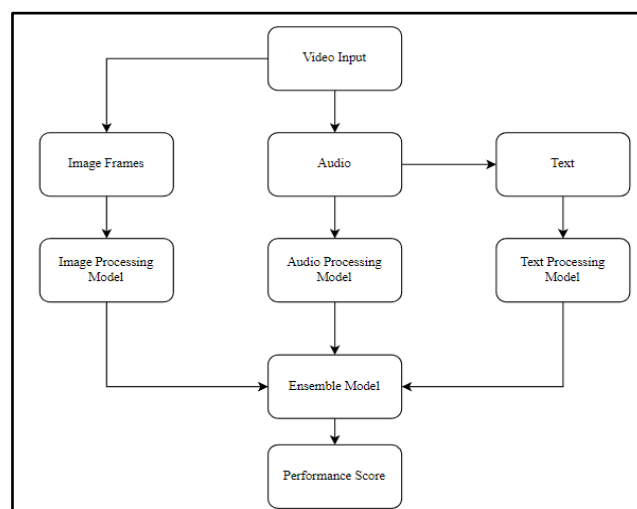 Video Input
Image Frames
Audio
Text
Image Processing
Model
Audio Processing
Model
Text Processing
Model
Ensemble Model
Performance Score